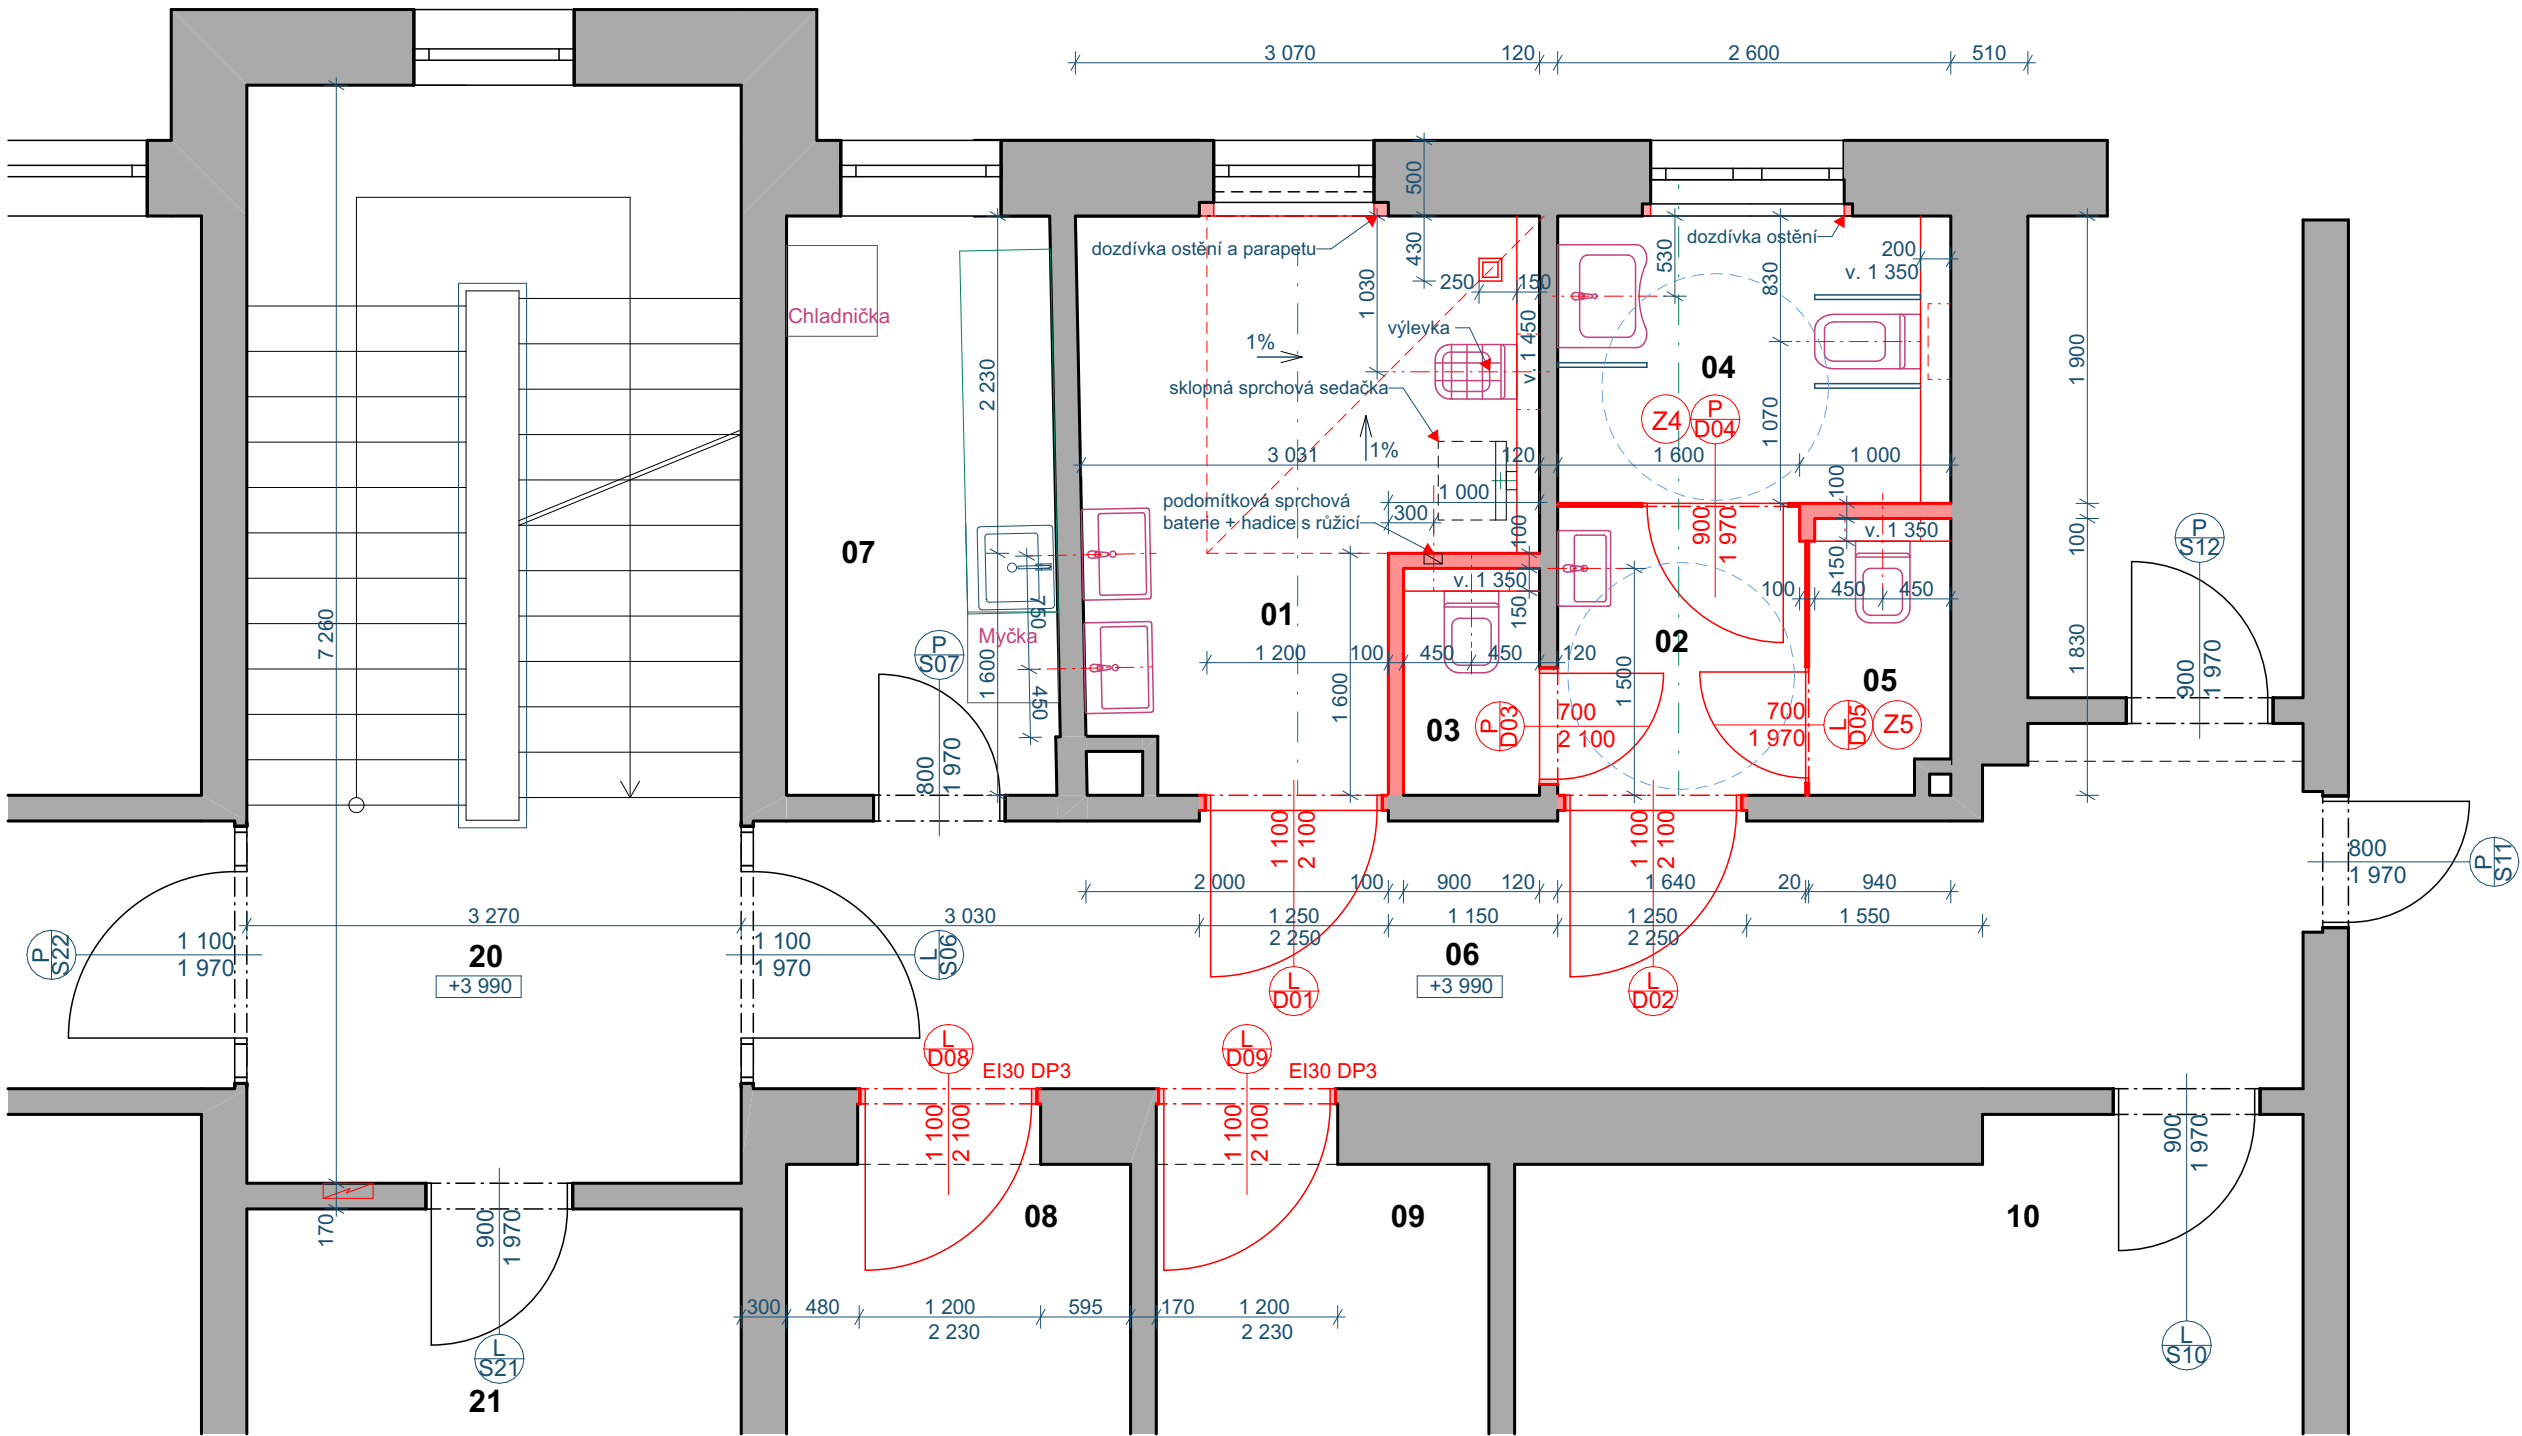 3 070
120
2 600
510
500
430
dozdívka ostění a parapetu
1 030
250
150
výlevka
v. 1 450
1%
sklopná sprchová sedačka
1%
dozdívka ostění
530
830
200
v. 1 350
04
Z4
P
D04
1 070
1 900
Chladnička
2 230
3 031
120
1 600
1 000
100
podomítková sprchová
baterie + hadice s růžicí
1 000
300
100
900
1 970
v. 1 350
150
100
450
450
100
1 830
P
S12
900
1 970
07
7 260
750
Myčka
P
S07
1 600
450
800
1 970
01
v. 1 350
150
1 200
100
450
450
120
1 600
03
P
D03
700
2 100
02
1 500
05
700
1 970
L
D05
Z5
1 100
2 100
1 100
2 100
800
1 970
P
S11
2 000
100
900
120
1 640
20
940
3 270
3 030
1 250
2 250
1 150
1 250
2 250
1 550
P
S22
1 100
1 970
20
+3 990
1 100
1 970
L
S06
06
+3 990
L
D01
L
D02
L
D08
EI30 DP3
L
D09
EI30 DP3
1 100
2 100
1 100
2 100
900
1 970
170
900
1 970
08
09
10
300
480
1 200
2 230
595
170
1 200
2 230
L
S21
L
S10
21